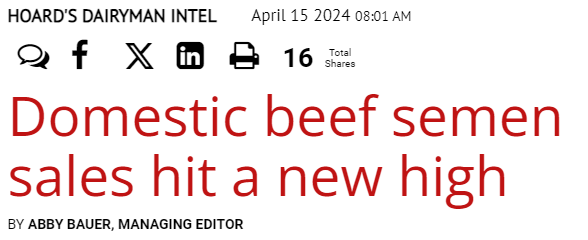 HOARD'S DAIRYMAN INTEL April 15 2024 08:01 AM
16 Total Shares
Domestic beef semen
sales hit a new high
BY ABBY BAUER, MANAGING EDITOR